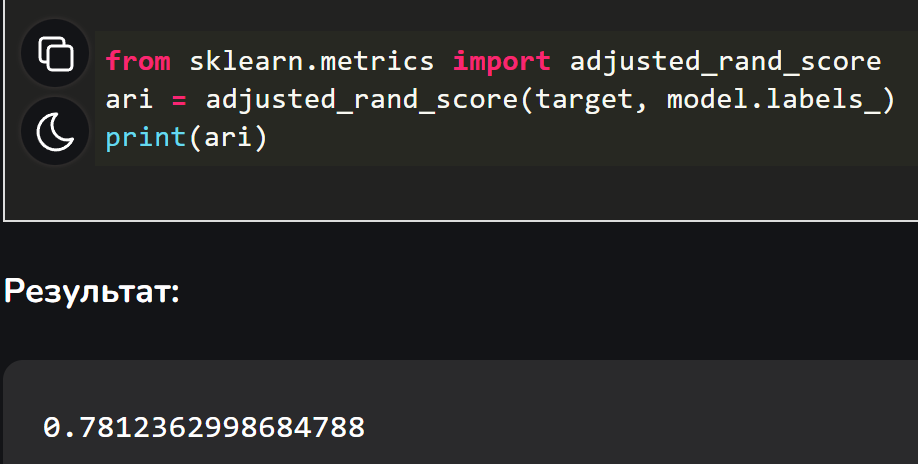 from sklearn.metrics import adjusted_rand_score
ari = adjusted_rand_score(target, model.labels_)
print(ari)
Результат:
0.7812362998684788